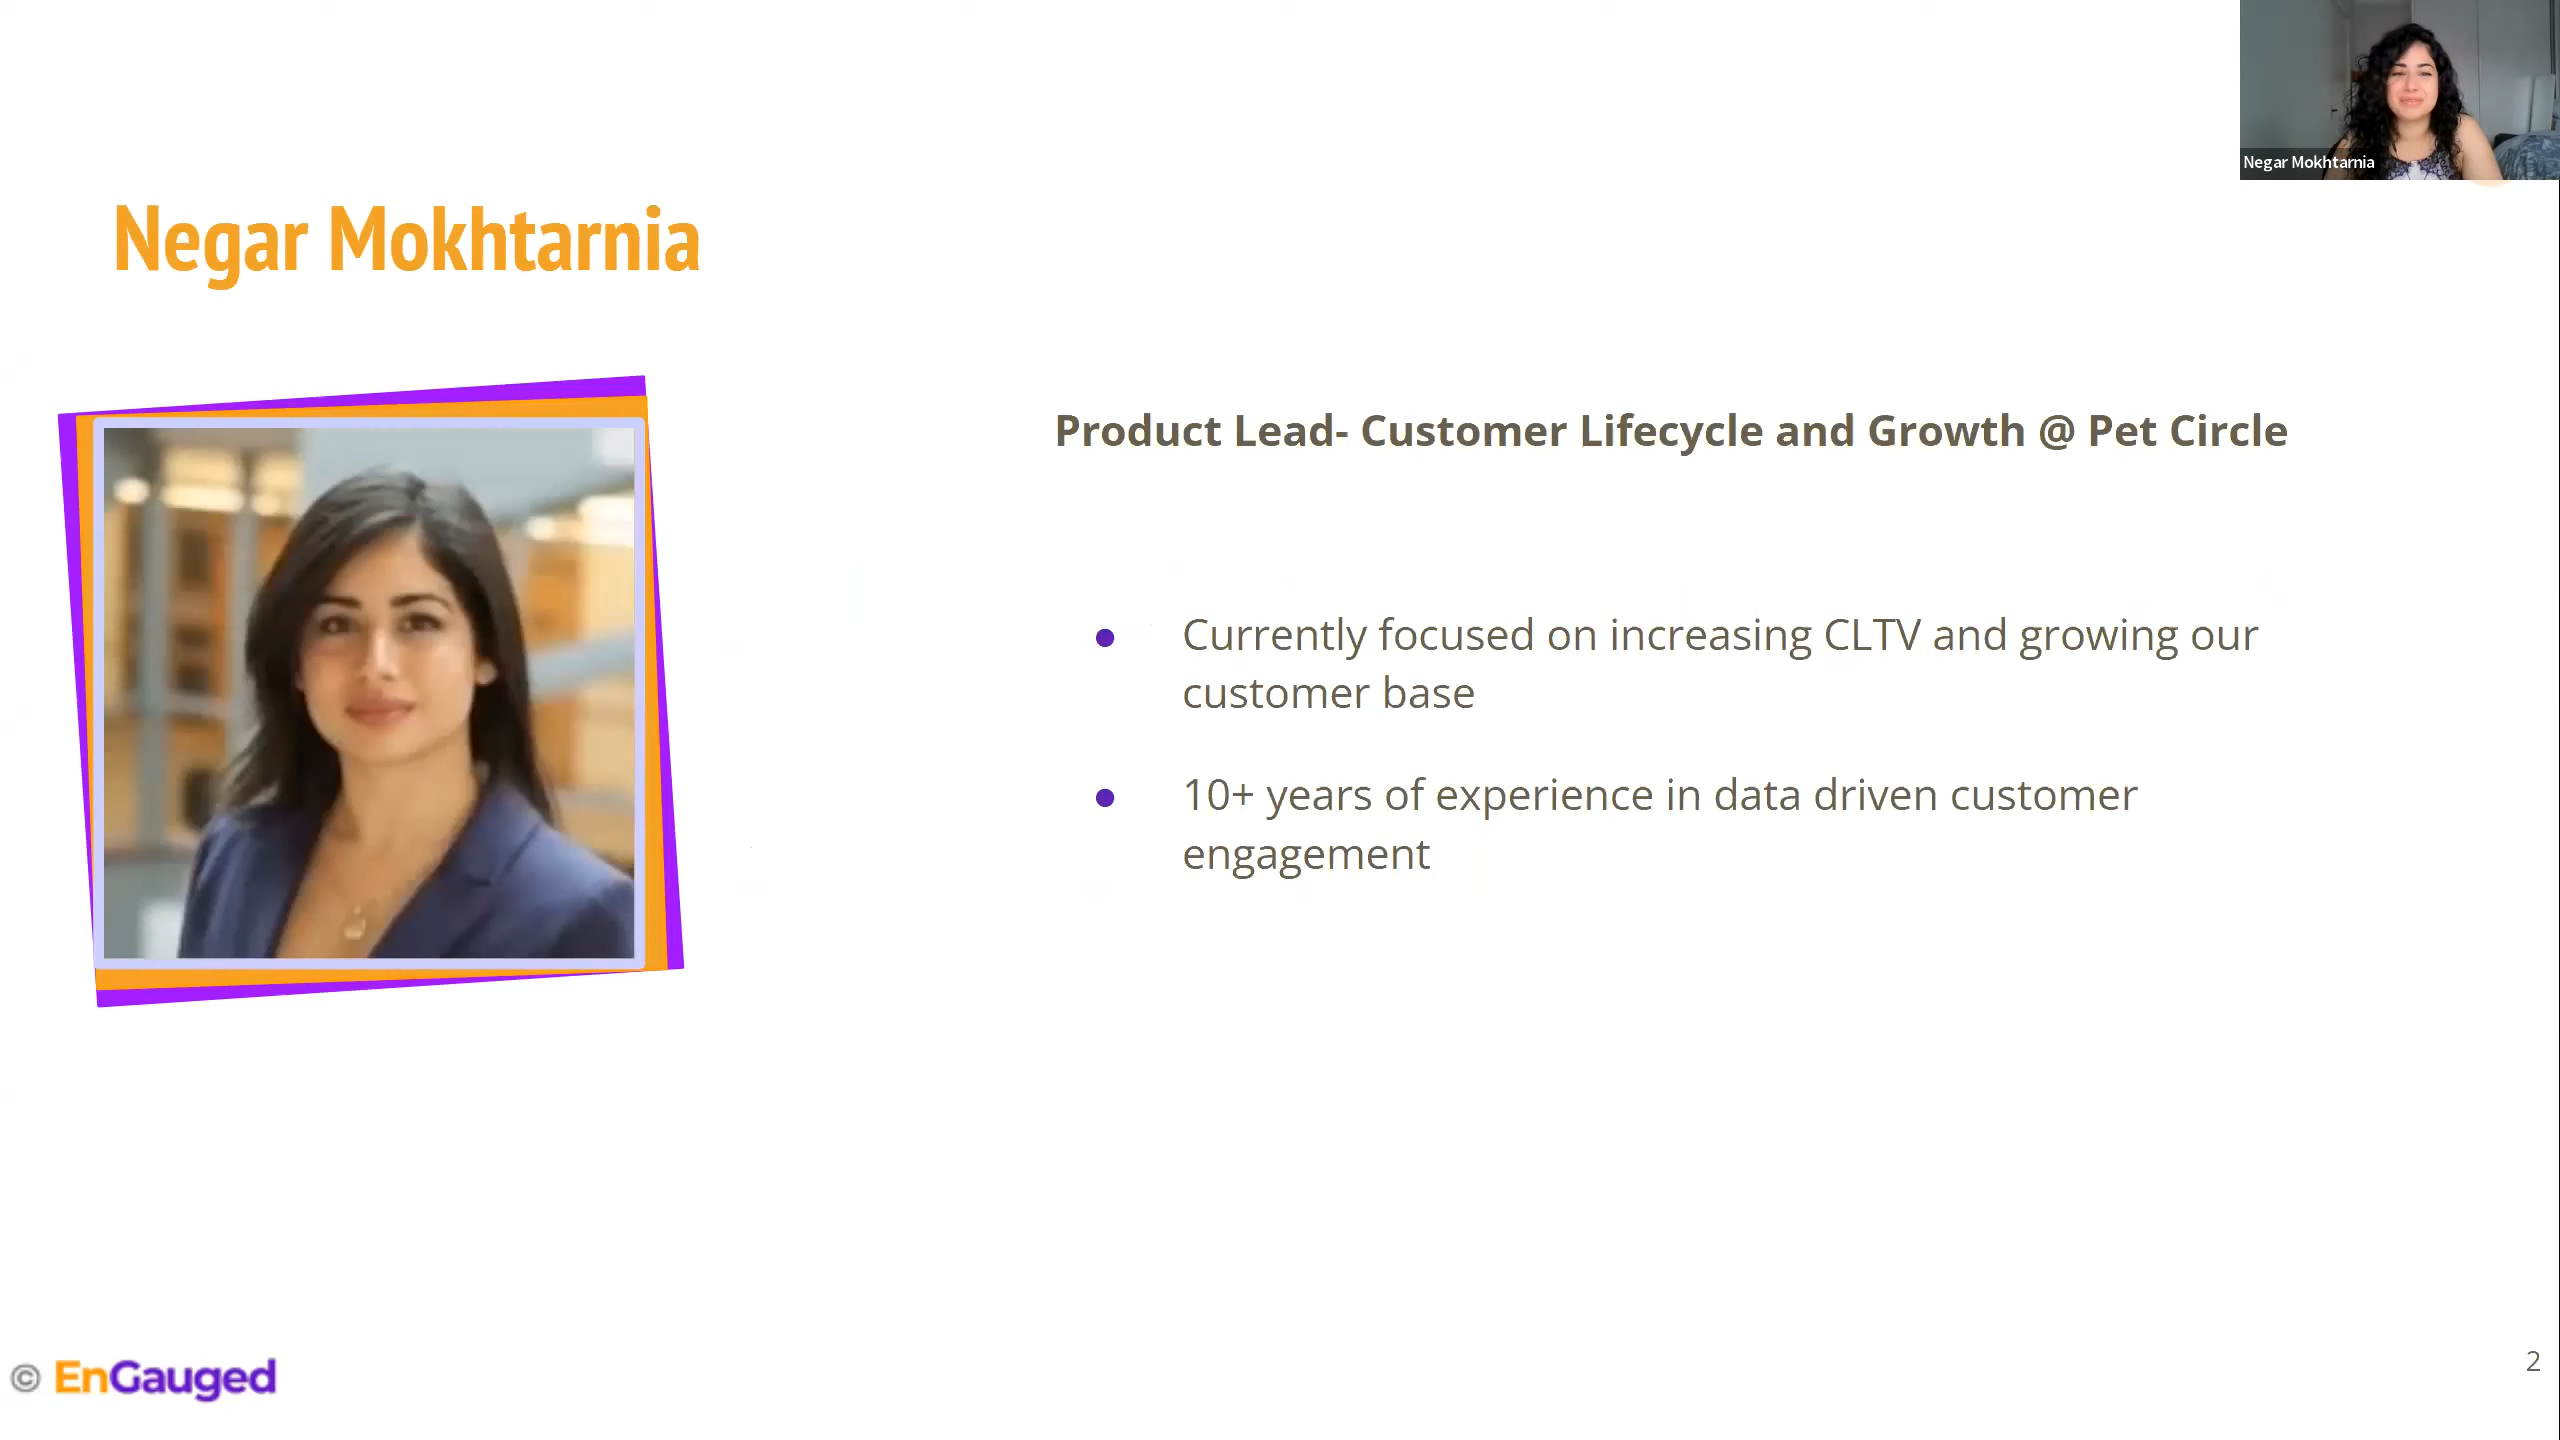 Negar Mokhtarnia
Negar Mokhtarnia
Product Lead- Customer Lifecycle and Growth @ Pet Circle
● Currently focused on increasing CLTV and growing our
customer base
● 10+ years of experience in data driven customer
engagement
© EnGauged
2